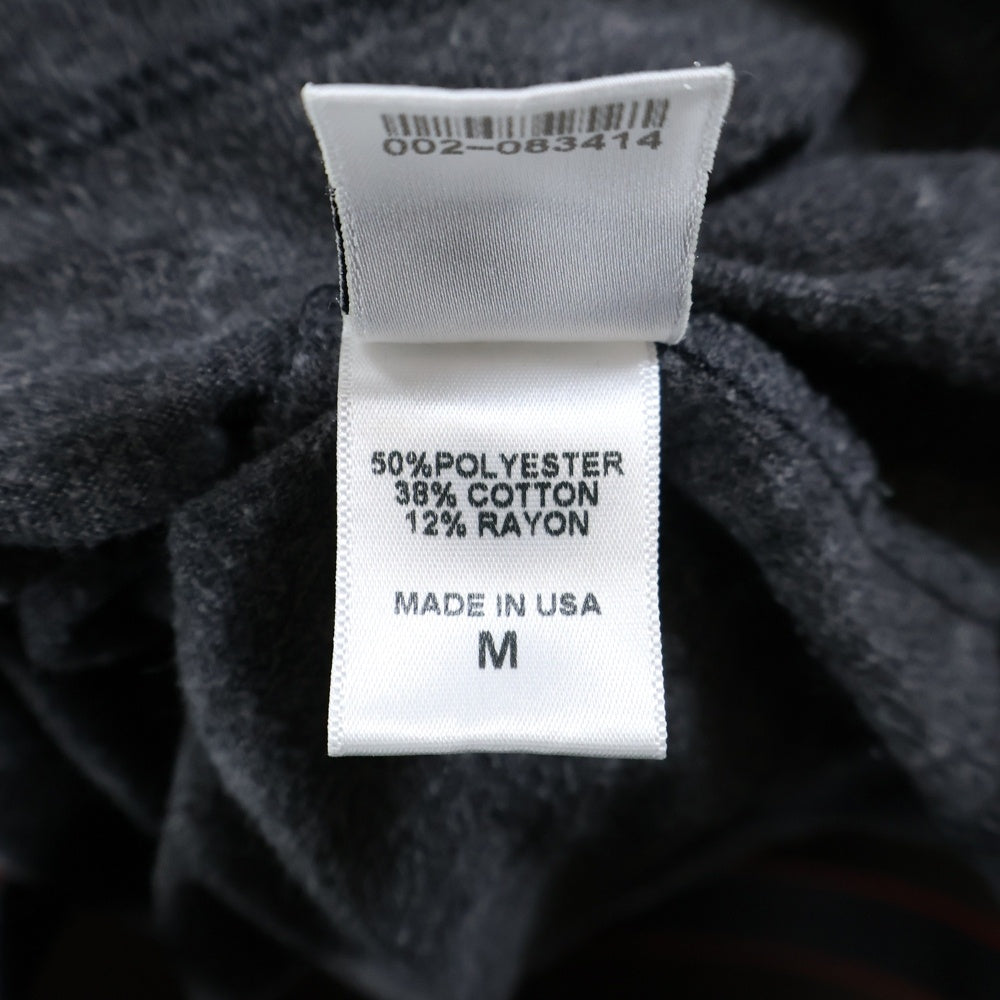 002-083414
50%POLYESTER
38% COTTON
12% RAYON
MADE IN USA
M